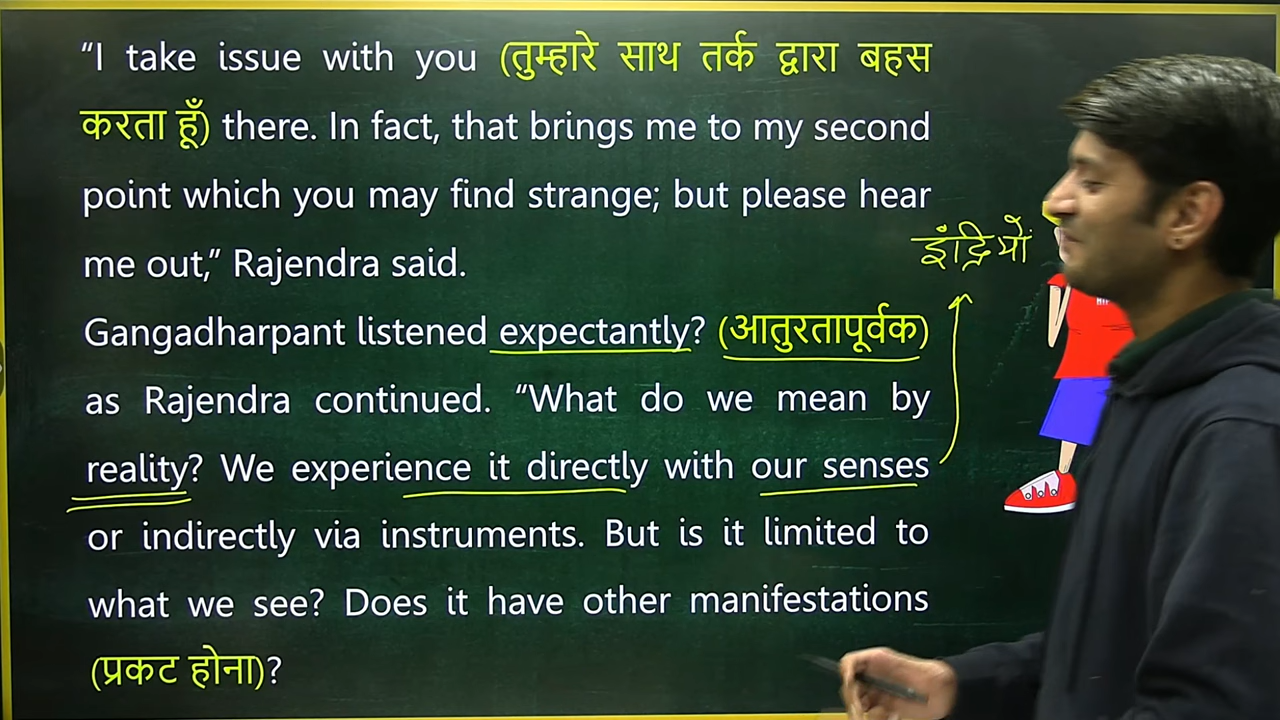 “I take issue with you (तुम्हारे साथ तर्क द्वारा बहस
करता हूँ) there. In fact, that brings me to my second
point which you may find strange; but please hear
me out,” Rajendra said.
Gangadharpant listened expectantly? (आतुरतापूर्वक)
as Rajendra continued. “What do we mean by
reality? We experience it directly with our senses
or indirectly via instruments. But is it limited to
what we see? Does it have other manifestations
(प्रकट होना)?
इंद्रियो